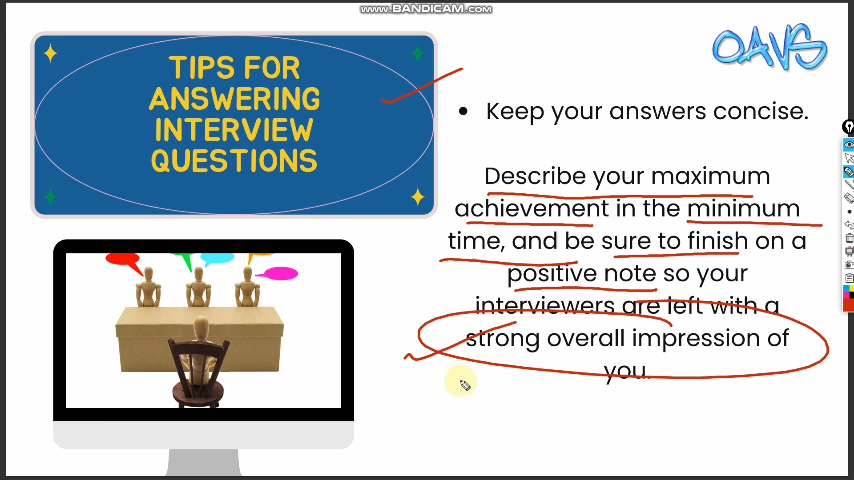 www.BANDICAM.com
OAVS
TIPS FOR
ANSWERING
INTERVIEW
QUESTIONS
• Keep your answers concise.
Describe your maximum
achievement in the minimum
time, and be sure to finish on a
positive note so your
interviewers are left with a
strong overall impression of
you.